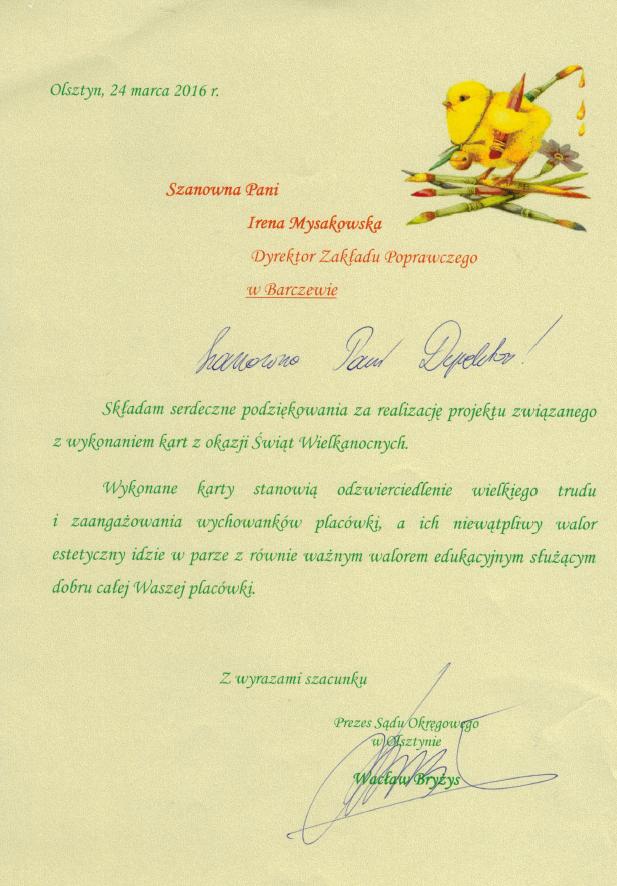 Olsztyn, 24 marca 2016 r.
Szanowna Pani
Irena Mysakowska
Dyrektor Zakładu Poprawczego
w Barczewie
Szanowna Pani Dyrektor!
Składam serdeczne podziękowania za realizację projektu związanego
z wykonaniem kart z okazji Świąt Wielkanocnych.
Wykonane karty stanowią odzwierciedlenie wielkiego trudu
i zaangażowania wychowanków placówki, a ich niewątpliwy walor
estetyczny idzie w parze z równie ważnym walorem edukacyjnym służącym
dobru całej Waszej placówki.
Z wyrazami szacunku
Prezes Sądu Okręgowego
w Olsztynie
Wacław Bryżys